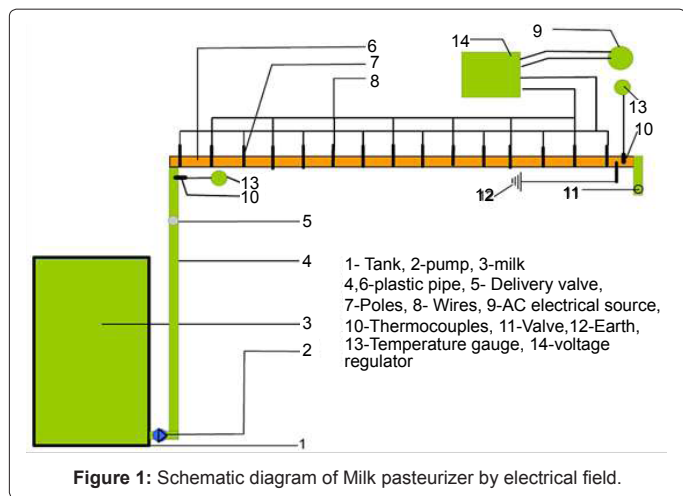 9
6
14
7
8
13
10
13
10
12
11
5
4
3
2
1
1- Tank, 2-pump, 3-milk
4,6-plastic pipe, 5- Delivery valve,
7-Poles, 8- Wires, 9-AC electrical source,
10-Thermocouples, 11-Valve,12-Earth,
13-Temperature gauge, 14-voltage
regulator
Figure 1: Schematic diagram of Milk pasteurizer by electrical field.